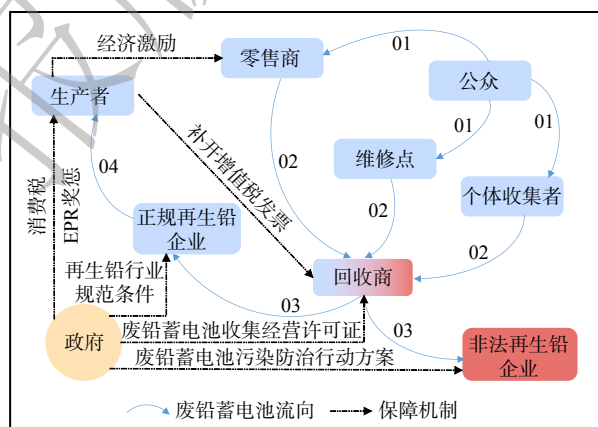 经济激励
零售商
01
公众
生产者
01
01
补开增值税发票
02
维修点
04
消费税
EPR奖惩
个体收集者
正规再生铅
企业
02
02
再生铅行业
规范条件
回收商
03
废铅蓄电池收集经营许可证
03
政府
废铅蓄电池污染防治行动方案
非法再生铅
企业
废铅蓄电池流向
保障机制